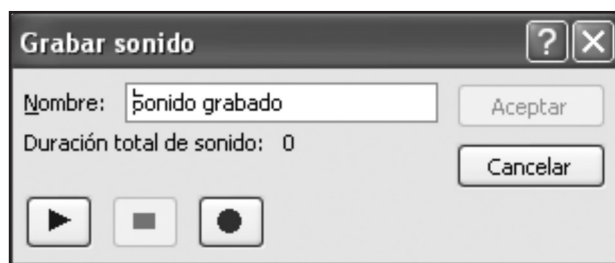 Grabar sonido
Nombre: Sonido grabado
Aceptar
Duración total de sonido: 0
Cancelar